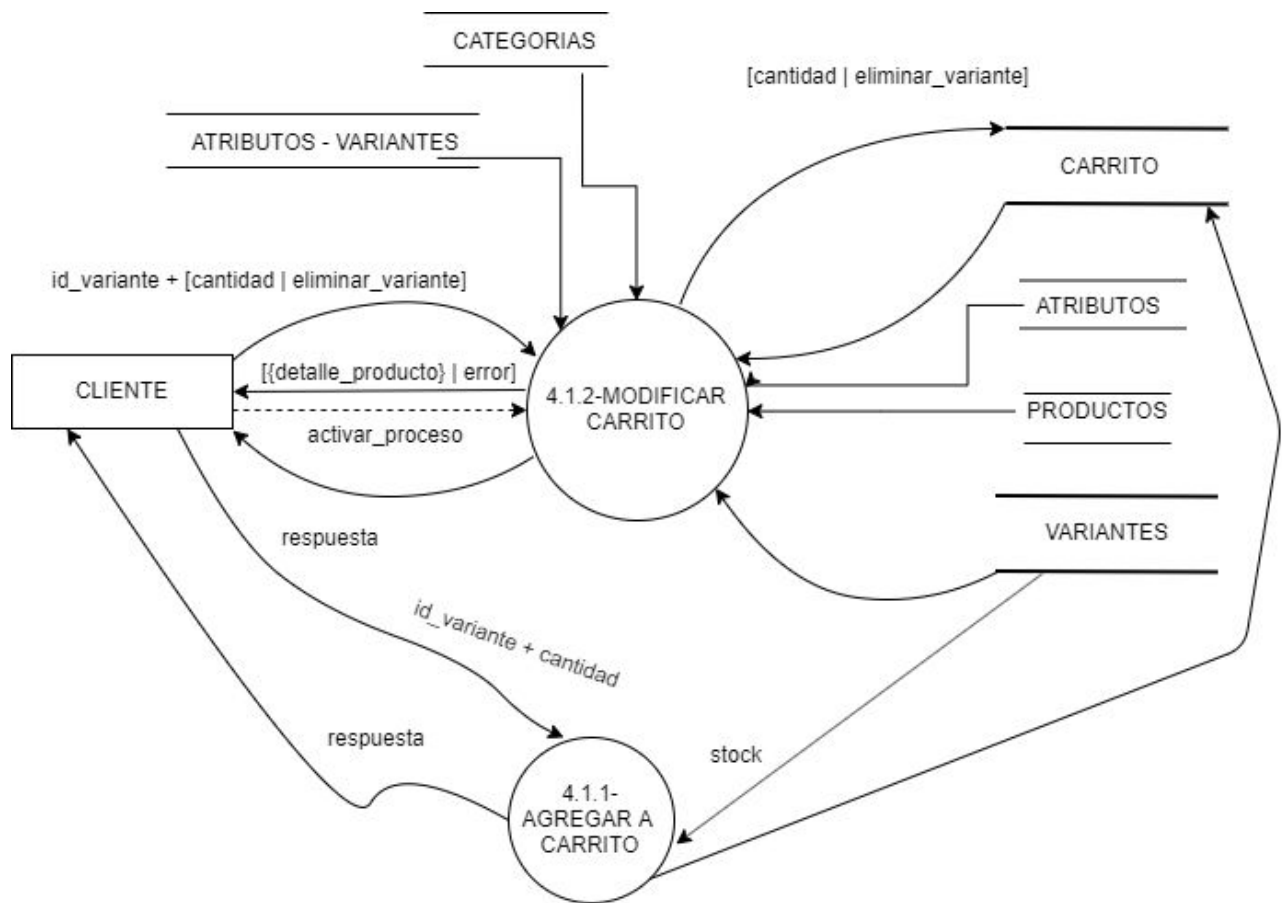 CATEGORIAS
[cantidad | eliminar_variante]
ATRIBUTOS - VARIANTES
CARRITO
id_variante + [cantidad | eliminar_variante]
ATRIBUTOS
[{detalle_producto} | error]
CLIENTE
4.1.2-MODIFICAR
CARRITO
PRODUCTOS
activar_proceso
VARIANTES
respuesta
id_variante + cantidad
respuesta
stock
4.1.1-
AGREGAR A
CARRITO